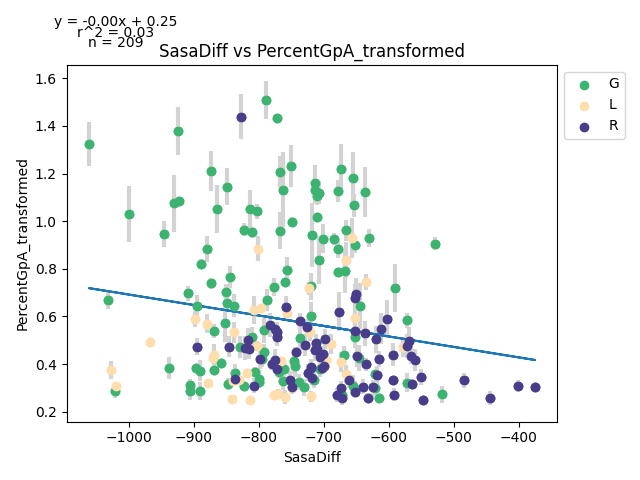 y = -0.00x + 0.25
r^2 = 0.03
n = 209
SasaDiff vs PercentGpA_transformed
G
L
R
PercentGpA_transformed
1.6
1.4
1.2
1.0
0.8
0.6
0.4
0.2
−1000
−900
−800
−700
−600
−500
−400
SasaDiff